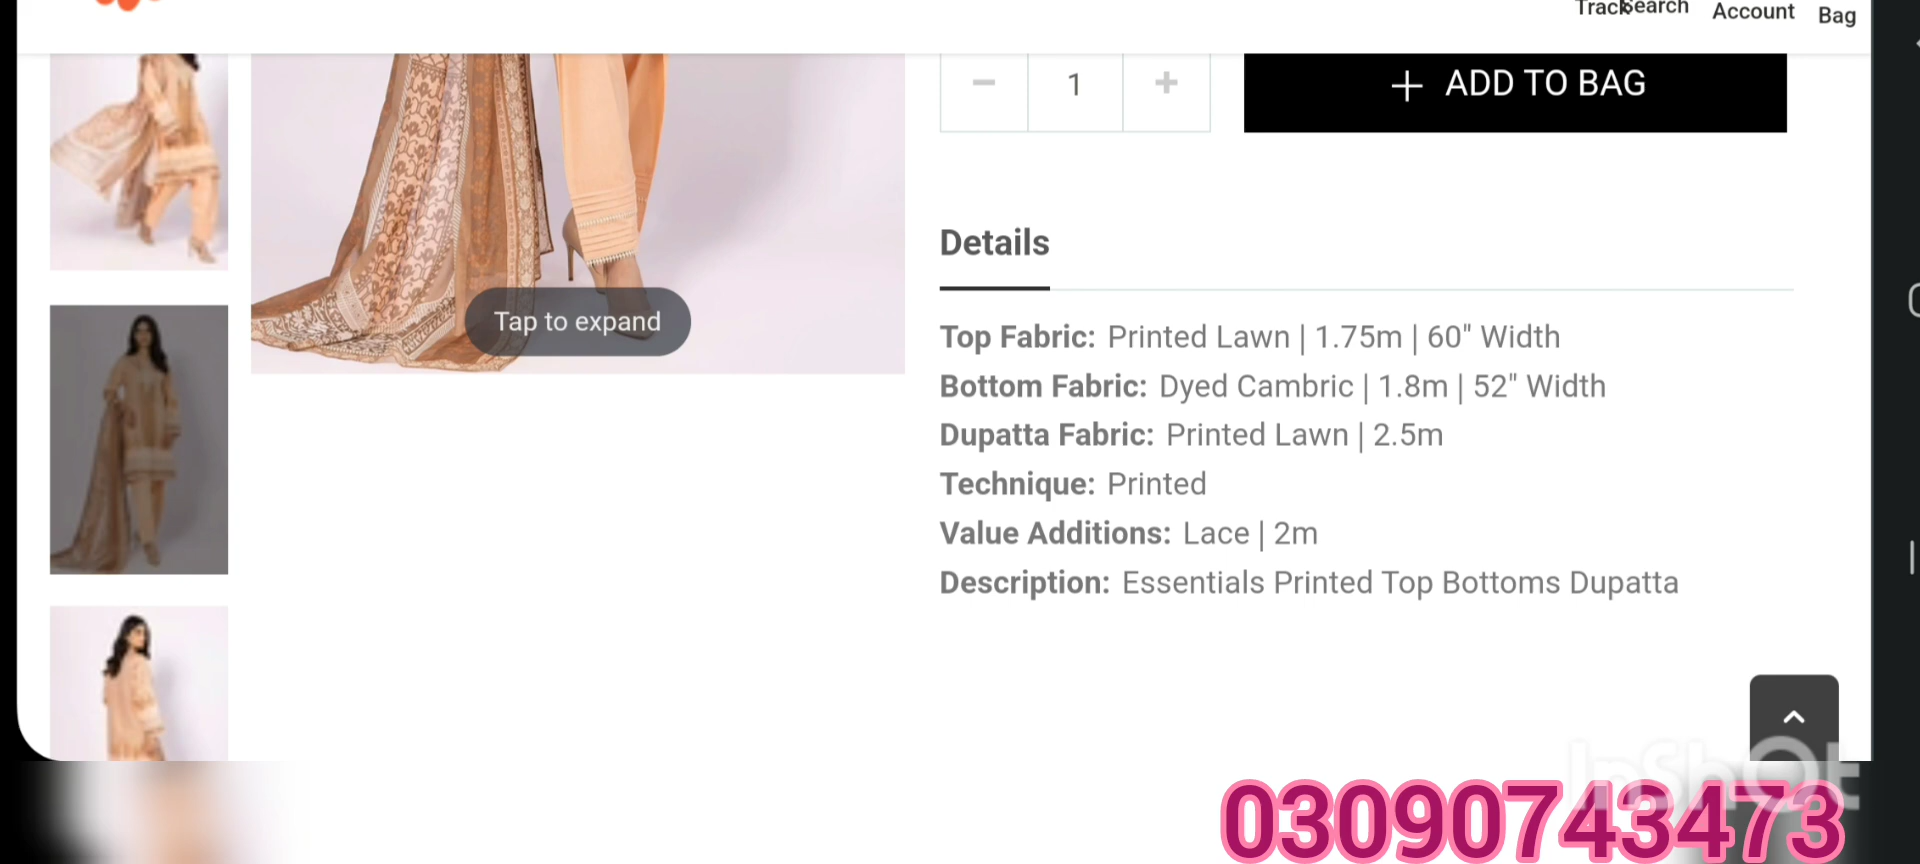 Track
Search
Account
Bag
1
ADD TO BAG
Details
Tap to expand
Top Fabric: Printed Lawn | 1.75m | 60" Width
Bottom Fabric: Dyed Cambric | 1.8m | 52" Width
Dupatta Fabric: Printed Lawn | 2.5m
Technique: Printed
Value Additions: Lace | 2m
Description: Essentials Printed Top Bottoms Dupatta
InShOt
03090743473